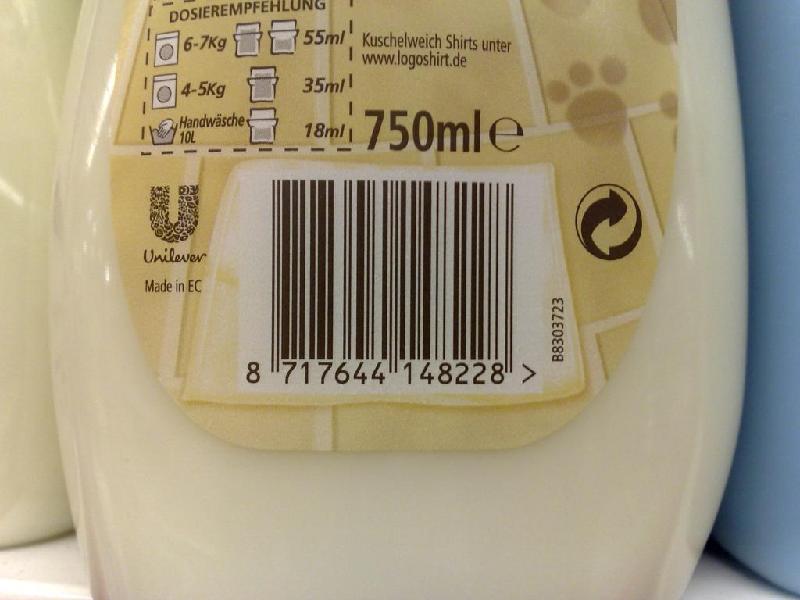 DOSIEREMPFEHLUNG
6-7Kg 55ml
4-5Kg 35ml
Handwäsche
10L 18ml
Kuschelweich Shirts unter
www.logoshirt.de
750ml e
Unilever
Made in EC
B8303723
8 717644 148228 >